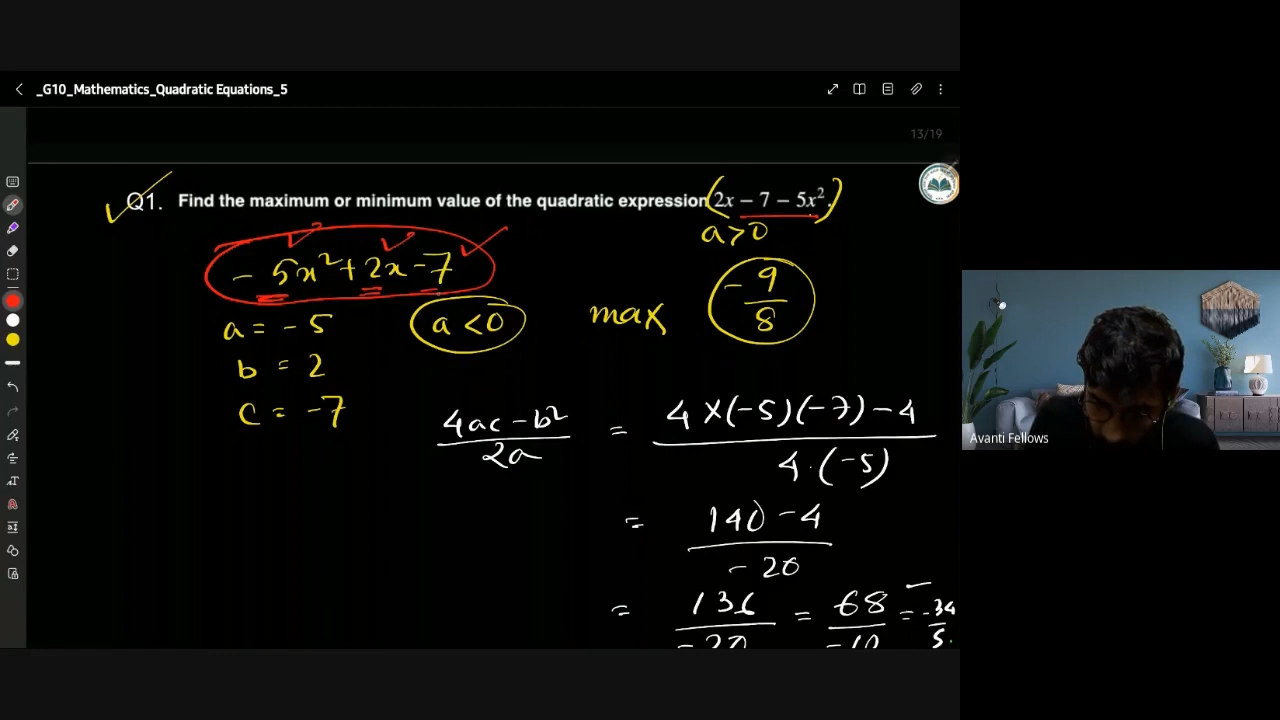 _G10_Mathematics_Quadratic Equations_5
13/19
Q1. Find the maximum or minimum value of the quadratic expression (2x − 7 − 5x².)
a>0
- 5x² + 2x - 7
a = - 5
a < 0
max
- 9/8
b = 2
c = -7
4ac - b² / 2a = 4 × (-5)(-7) - 4 / 4·(-5)
= 140 - 4 / - 20
= 136 / - 20 = 68 / - 10 = - 34 / 5
Avanti Fellows